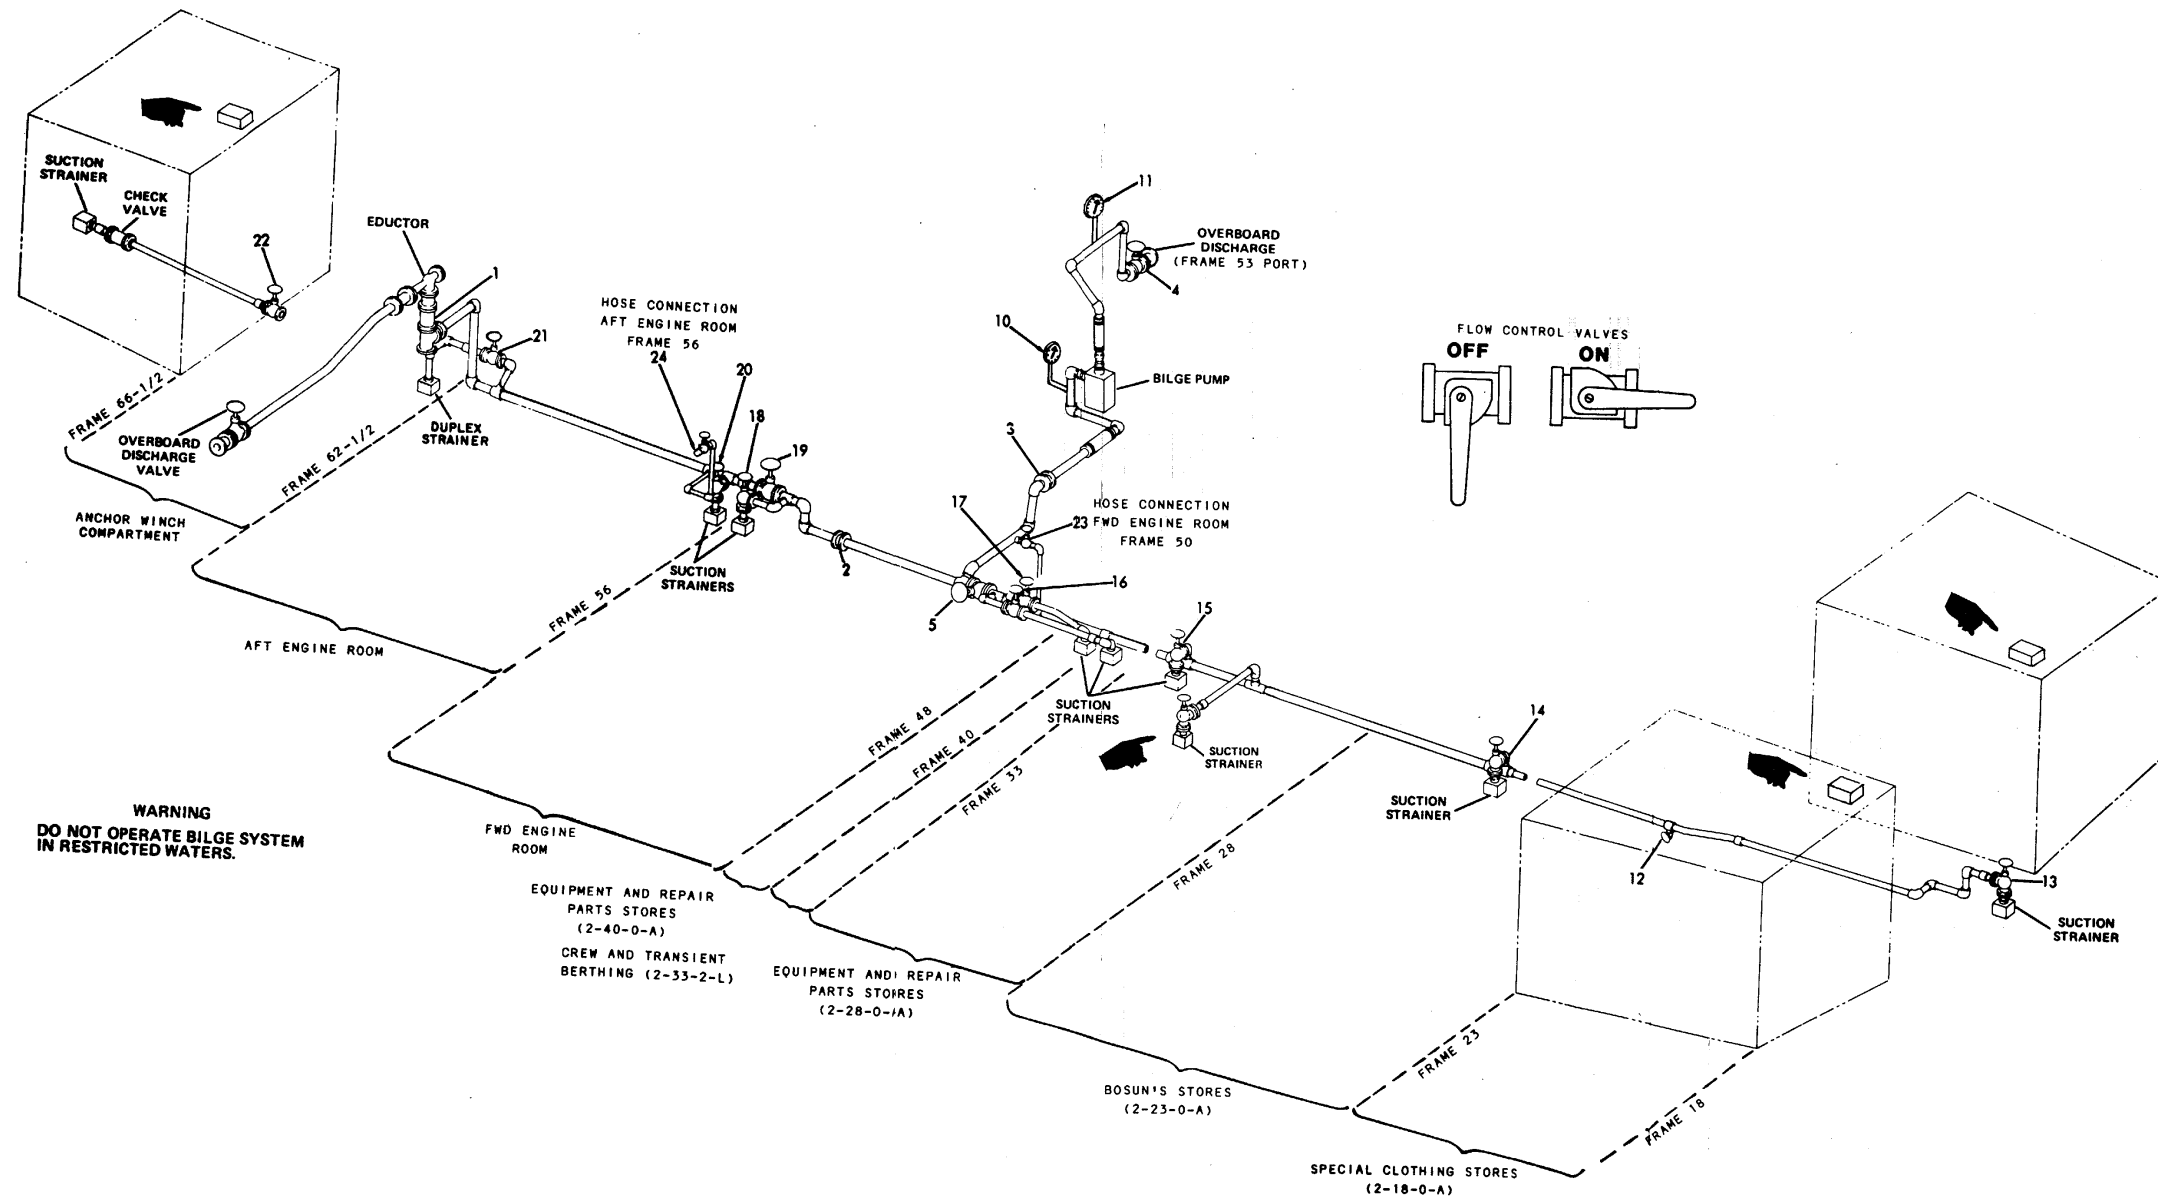 SUCTION
STRAINER
CHECK
VALVE
22
EDUCTOR
1
21
HOSE CONNECTION
AFT ENGINE ROOM
FRAME 56
24
20
18
19
11
OVERBOARD
DISCHARGE
(FRAME 53 PORT)
4
10
BILGE PUMP
FLOW CONTROL VALVES
OFF
ON
3
HOSE CONNECTION
FWD ENGINE ROOM
FRAME 50
23
17
16
15
5
2
SUCTION
STRAINERS
DUPLEX
STRAINER
OVERBOARD
DISCHARGE
VALVE
FRAME 66-1/2
FRAME 62-1/2
ANCHOR WINCH
COMPARTMENT
FRAME 56
AFT ENGINE ROOM
SUCTION
STRAINERS
SUCTION
STRAINER
14
SUCTION
STRAINER
12
13
SUCTION
STRAINER
FRAME 48
FRAME 40
FRAME 33
FRAME 28
WARNING
DO NOT OPERATE BILGE SYSTEM
IN RESTRICTED WATERS.
FWD ENGINE
ROOM
EQUIPMENT AND REPAIR
PARTS STORES
(2-40-0-A)
CREW AND TRANSIENT
BERTHING (2-33-2-L)
EQUIPMENT AND REPAIR
PARTS STORES
(2-28-0-A)
FRAME 23
BOSUN'S STORES
(2-23-0-A)
FRAME 18
SPECIAL CLOTHING STORES
(2-18-0-A)